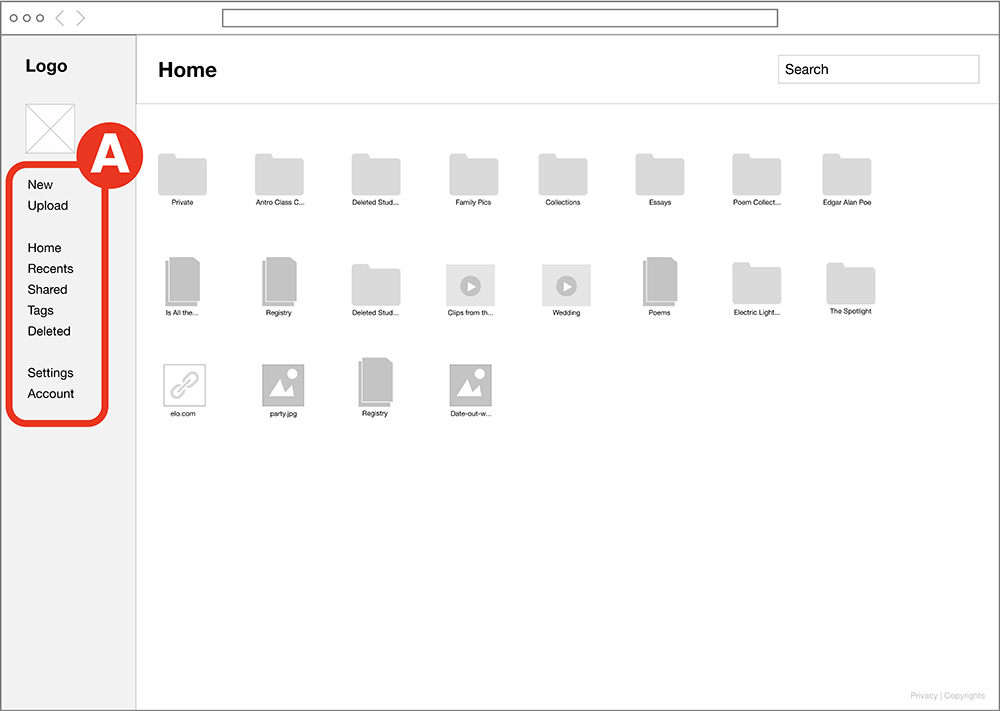 Logo
Home
Search
A
New
Upload
Home
Recents
Shared
Tags
Deleted
Settings
Account
Private
Antro Class C...
Deleted Stud...
Family Pics
Collections
Essays
Poem Collect...
Edgar Alan Poe
Is All the...
Registry
Deleted Stud...
Clips from th...
Wedding
Poems
Electric Light...
The Spotlight
elo.com
party.jpg
Registry
Date-out-w...
Privacy | Copyrights